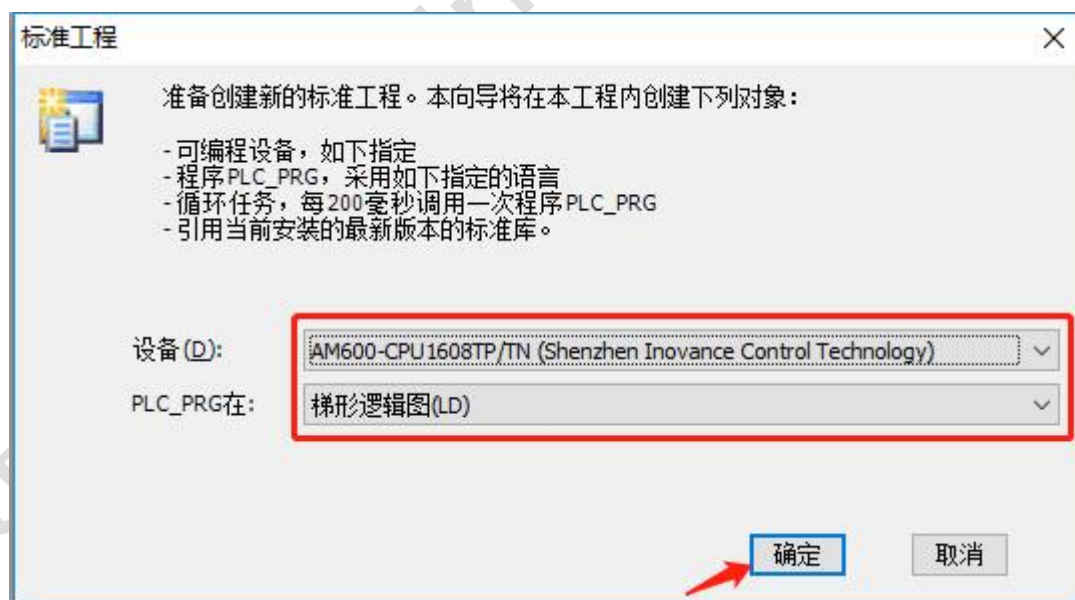 标准工程
准备创建新的标准工程。本向导将在本工程内创建下列对象：
-可编程设备，如下指定
-程序PLC_PRG，采用如下指定的语言
-循环任务，每200毫秒调用一次程序PLC_PRG
-引用当前安装的最新版本的标准库。
设备(D): AM600-CPU1608TP/TN (Shenzhen Inovance Control Technology)
PLC_PRG在: 梯形逻辑图(LD)
确定 取消